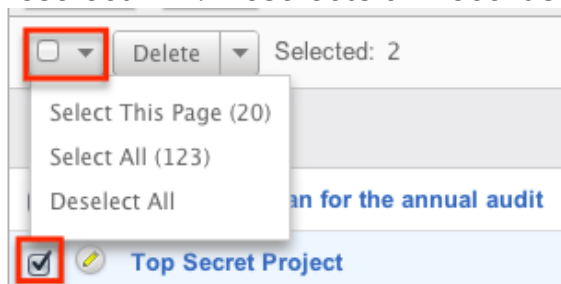 Delete Selected: 2
Select This Page (20)
Select All (123)
Deselect All
an for the annual audit
Top Secret Project